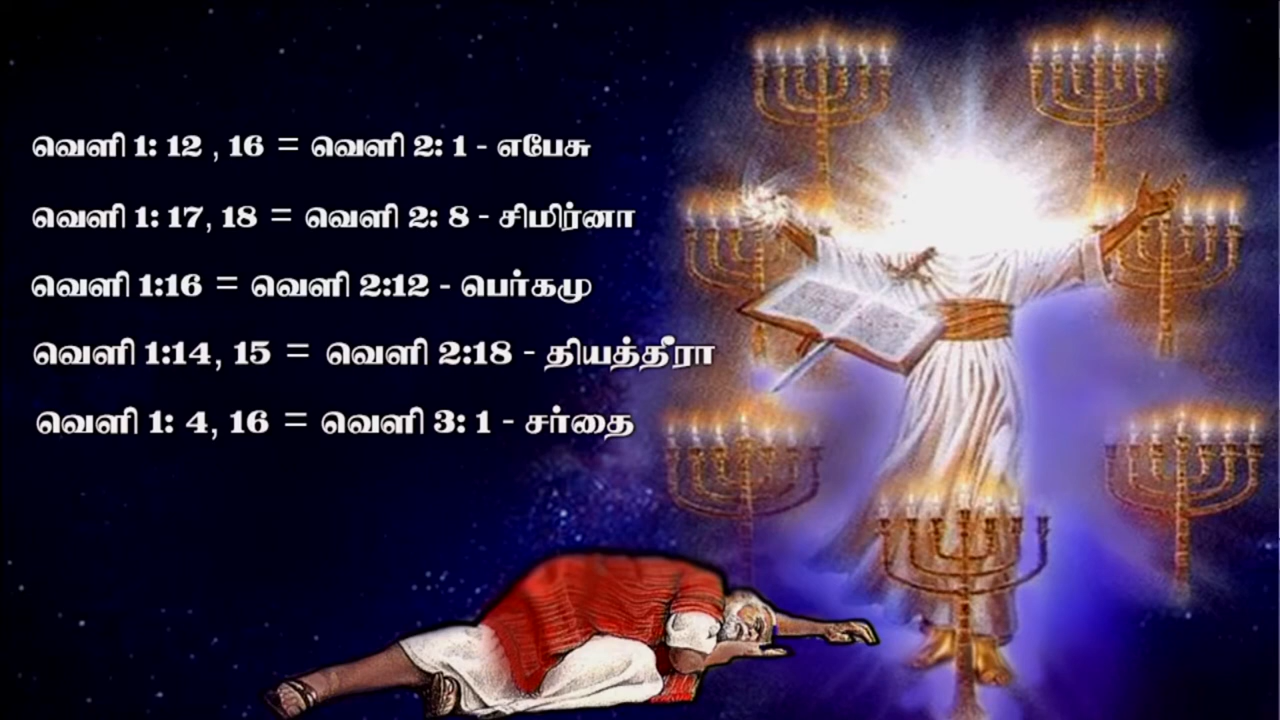 வெளி 1: 12 , 16 = வெளி 2: 1 - எபேசு
வெளி 1: 17, 18 = வெளி 2: 8 - சிமிர்னா
வெளி 1:16 = வெளி 2:12 - பெர்கமு
வெளி 1:14, 15 = வெளி 2:18 - தியத்தீரா
வெளி 1: 4, 16 = வெளி 3: 1 - சர்தை